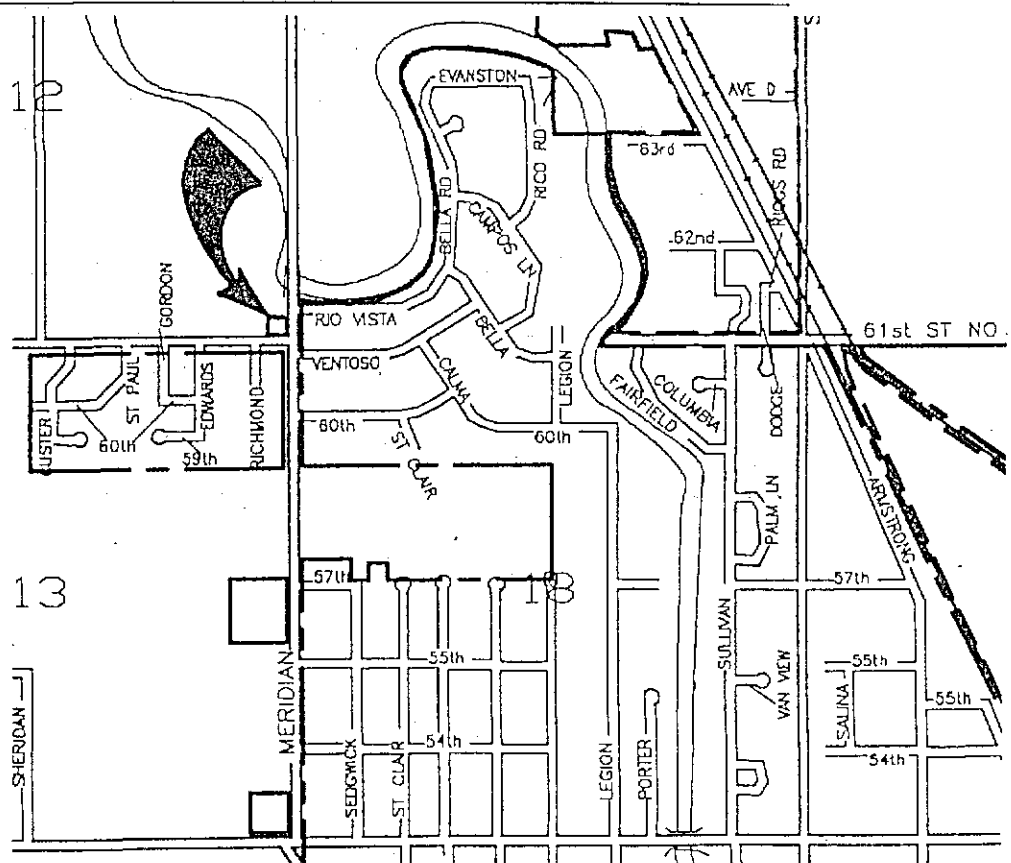 12
EVANSTON
AVE D
RICO RD
63rd
RIGGS RD
BELLA RD
CAMPOS LN
62nd
GORDON
RIO VISTA
61st ST NO
BELLA
VENTOSO
ST PAUL
EDWARDS
RICHMOND
CALMA
LEGION
FAIRFIELD
COLUMBIA
DODGE
60th
60th
ST CLAIR
60th
59th
ARMSTRONG
PALM LN
13
57th
18
57th
SULLIVAN
MERIDIAN
55th
VAN VIEW
55th
SALINA
55th
SHERIDAN
SEDGWICK
ST CLAIR
54th
LEGION
PORTER
54th